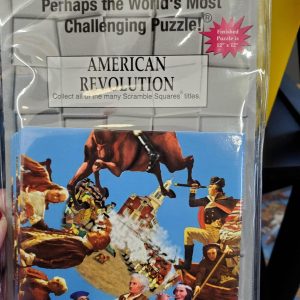 Perhaps the World's Most
Challenging Puzzle!®
Finished
Puzzle is
12" x 12"
AMERICAN
REVOLUTION
Collect all of the many Scramble Squares® titles.